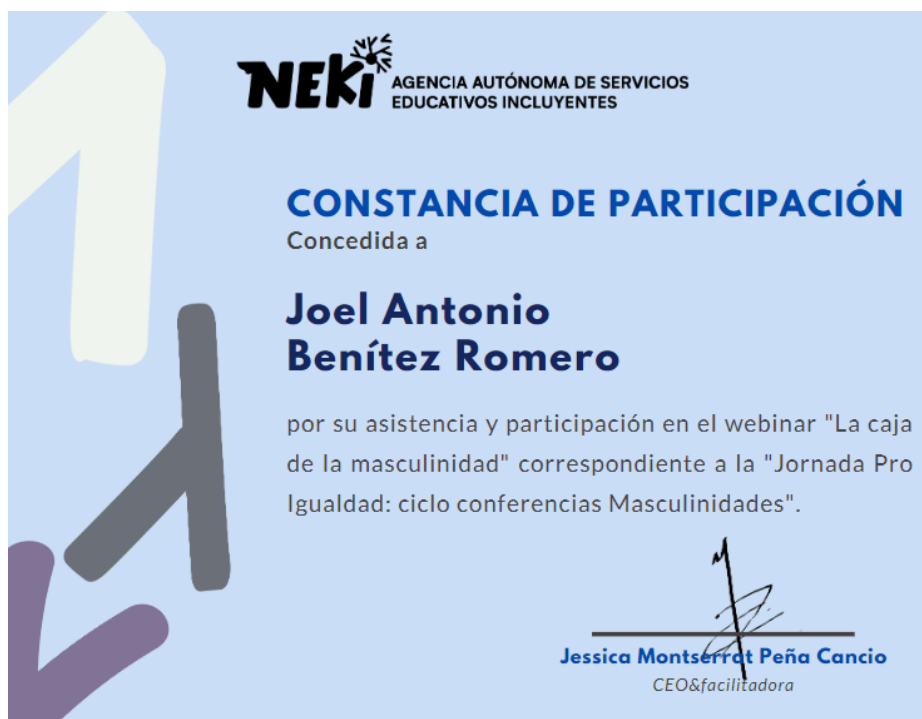 NEKI
AGENCIA AUTÓNOMA DE SERVICIOS
EDUCATIVOS INCLUYENTES
CONSTANCIA DE PARTICIPACIÓN
Concedida a
Joel Antonio
Benítez Romero
por su asistencia y participación en el webinar "La caja
de la masculinidad" correspondiente a la "Jornada Pro
Igualdad: ciclo conferencias Masculinidades".
Jessica Montserrat Peña Cancio
CEO&facilitadora